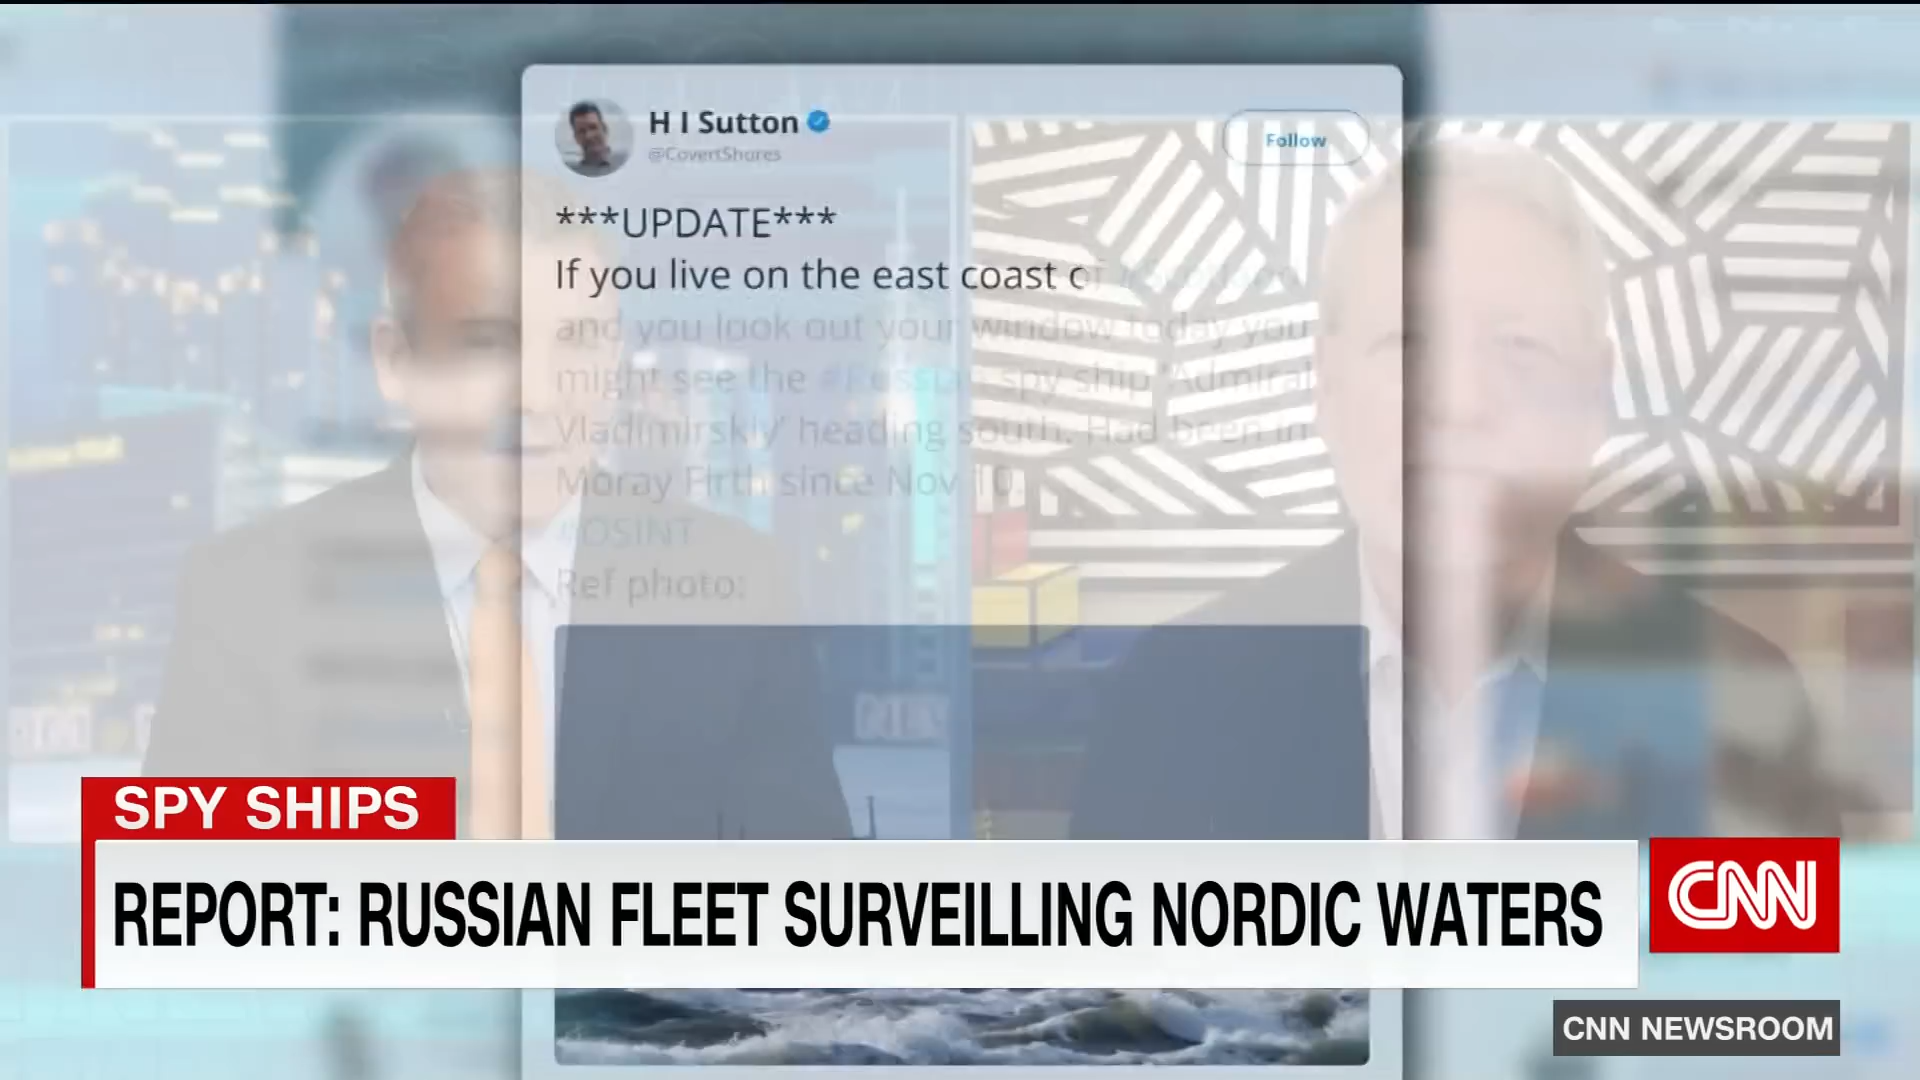 H I Sutton
@CovertShores
Follow
***UPDATE***
If you live on the east coast of #Scotland
and you look out your window today you
might see the #Russian spy ship 'Admiral
Vladimirskiy' heading south. Had been in
Moray Firth since Nov 10.
#OSINT
Ref photo:
SPY SHIPS
REPORT: RUSSIAN FLEET SURVEILLING NORDIC WATERS
CNN
CNN NEWSROOM